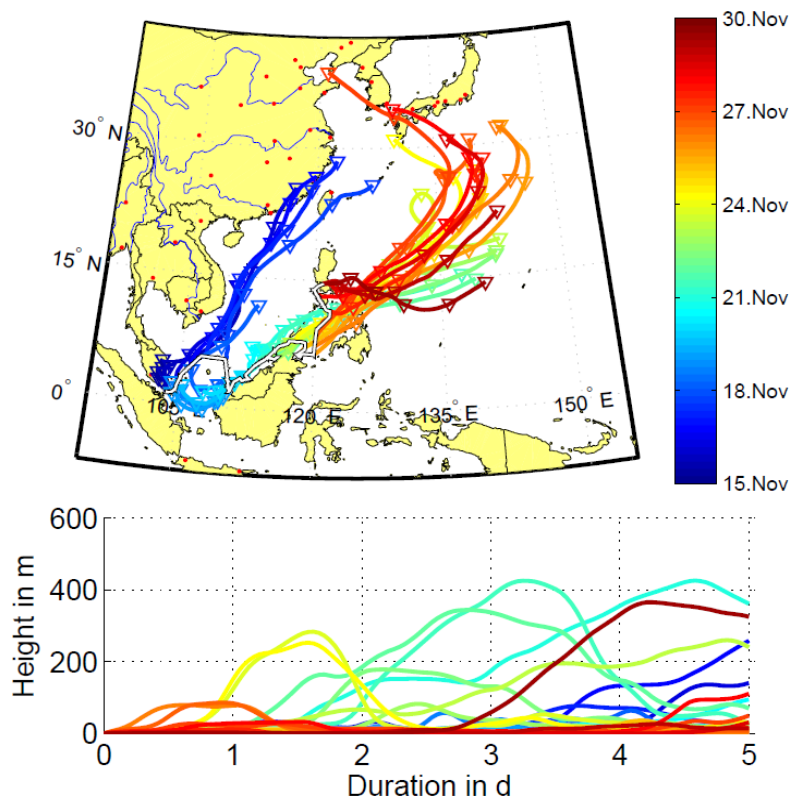 30° N
15° N
0°
105°
120° E
135° E
150° E
30.Nov
27.Nov
24.Nov
21.Nov
18.Nov
15.Nov
600
400
200
0
Height in m
0 1 2 3 4 5
Duration in d